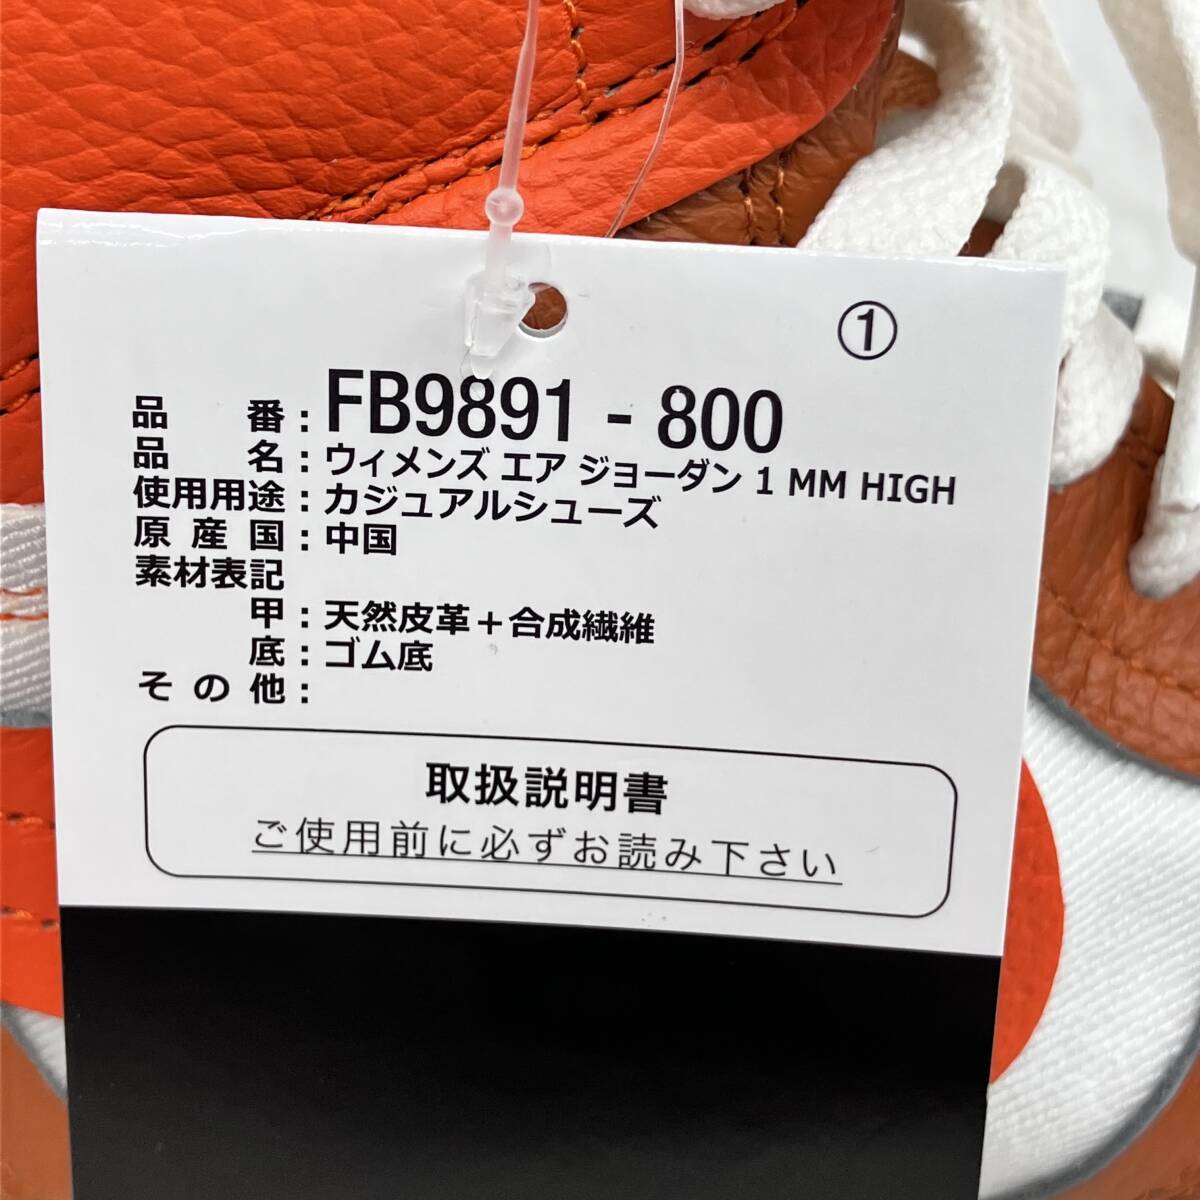 ①
品番：FB9891 - 800
品名：ウィメンズ エア ジョーダン 1 MM HIGH
使用用途：カジュアルシューズ
原産国：中国
素材表記
甲：天然皮革＋合成繊維
底：ゴム底
その他：
取扱説明書
ご使用前に必ずお読み下さい